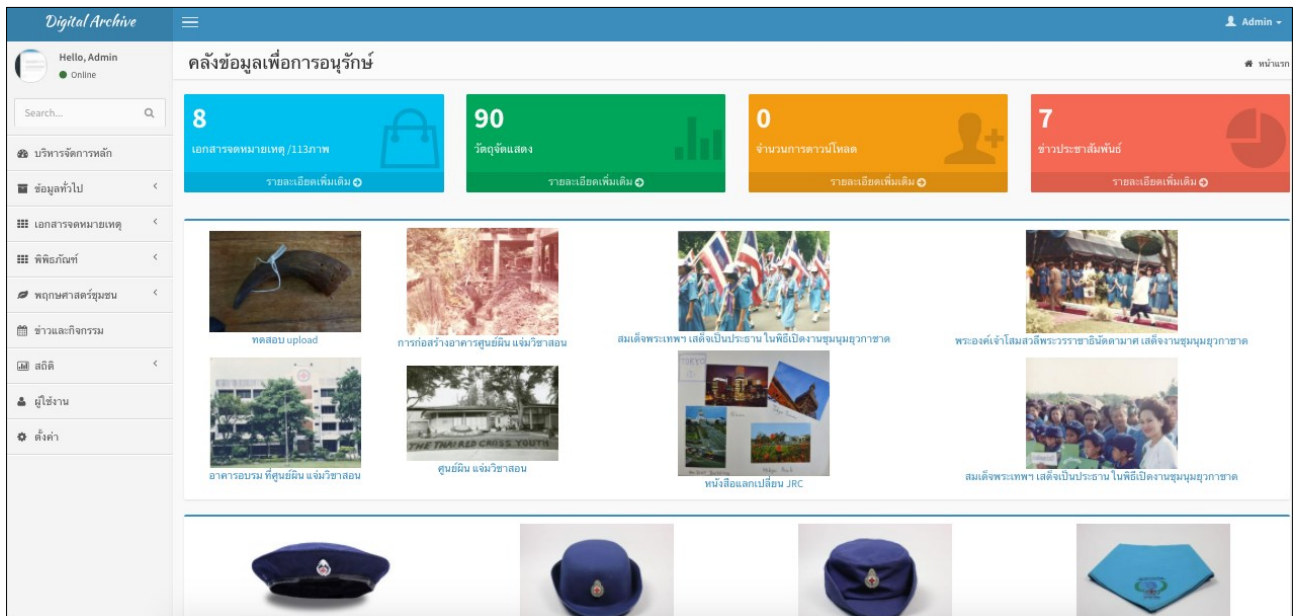 Digital Archive
Admin
Hello, Admin
Online
คลังข้อมูลเพื่อการอนุรักษ์
หน้าแรก
Search...
บริหารจัดการหลัก
ข้อมูลทั่วไป
เอกสารจดหมายเหตุ
พิพิธภัณฑ์
พฤกษศาสตร์ชุมชน
ข่าวและกิจกรรม
สถิติ
ผู้ใช้งาน
ตั้งค่า
8
เอกสารจดหมายเหตุ /113ภาพ
รายละเอียดเพิ่มเติม
90
วัตถุจัดแสดง
รายละเอียดเพิ่มเติม
0
จำนวนการดาวน์โหลด
รายละเอียดเพิ่มเติม
7
ข่าวประชาสัมพันธ์
รายละเอียดเพิ่มเติม
ทดสอบ upload
การก่อสร้างอาคารศูนย์ผิน แจ่มวิชาสอน
สมเด็จพระเทพฯ เสด็จเป็นประธาน ในพิธีเปิดงานชุมนุมยุวกาชาด
พระองค์เจ้าโสมสวลีพระวรราชาธินัดดามาต เสด็จงานชุมนุมยุวกาชาด
อาคารอบรม ที่ศูนย์ผิน แจ่มวิชาสอน
THE THAI RED CROSS YOUTH
ศูนย์ผิน แจ่มวิชาสอน
TOKYO
หนังสือแลกเปลี่ยน JRC
สมเด็จพระเทพฯ เสด็จเป็นประธาน ในพิธีเปิดงานชุมนุมยุวกาชาด